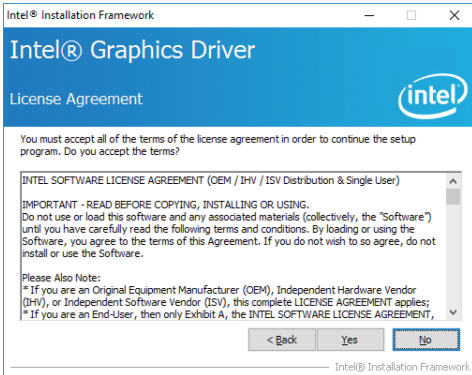 Intel® Installation Framework
Intel® Graphics Driver
License Agreement
intel
You must accept all of the terms of the license agreement in order to continue the setup
program. Do you accept the terms?
INTEL SOFTWARE LICENSE AGREEMENT (OEM / IHV / ISV Distribution & Single User)
IMPORTANT - READ BEFORE COPYING, INSTALLING OR USING.
Do not use or load this software and any associated materials (collectively, the "Software")
until you have carefully read the following terms and conditions. By loading or using the
Software, you agree to the terms of this Agreement. If you do not wish to so agree, do not
install or use the Software.
Please Also Note:
* If you are an Original Equipment Manufacturer (OEM), Independent Hardware Vendor
(IHV), or Independent Software Vendor (ISV), this complete LICENSE AGREEMENT applies;
* If you are an End-User, then only Exhibit A, the INTEL SOFTWARE LICENSE AGREEMENT,
< Back Yes No
Intel® Installation Framework